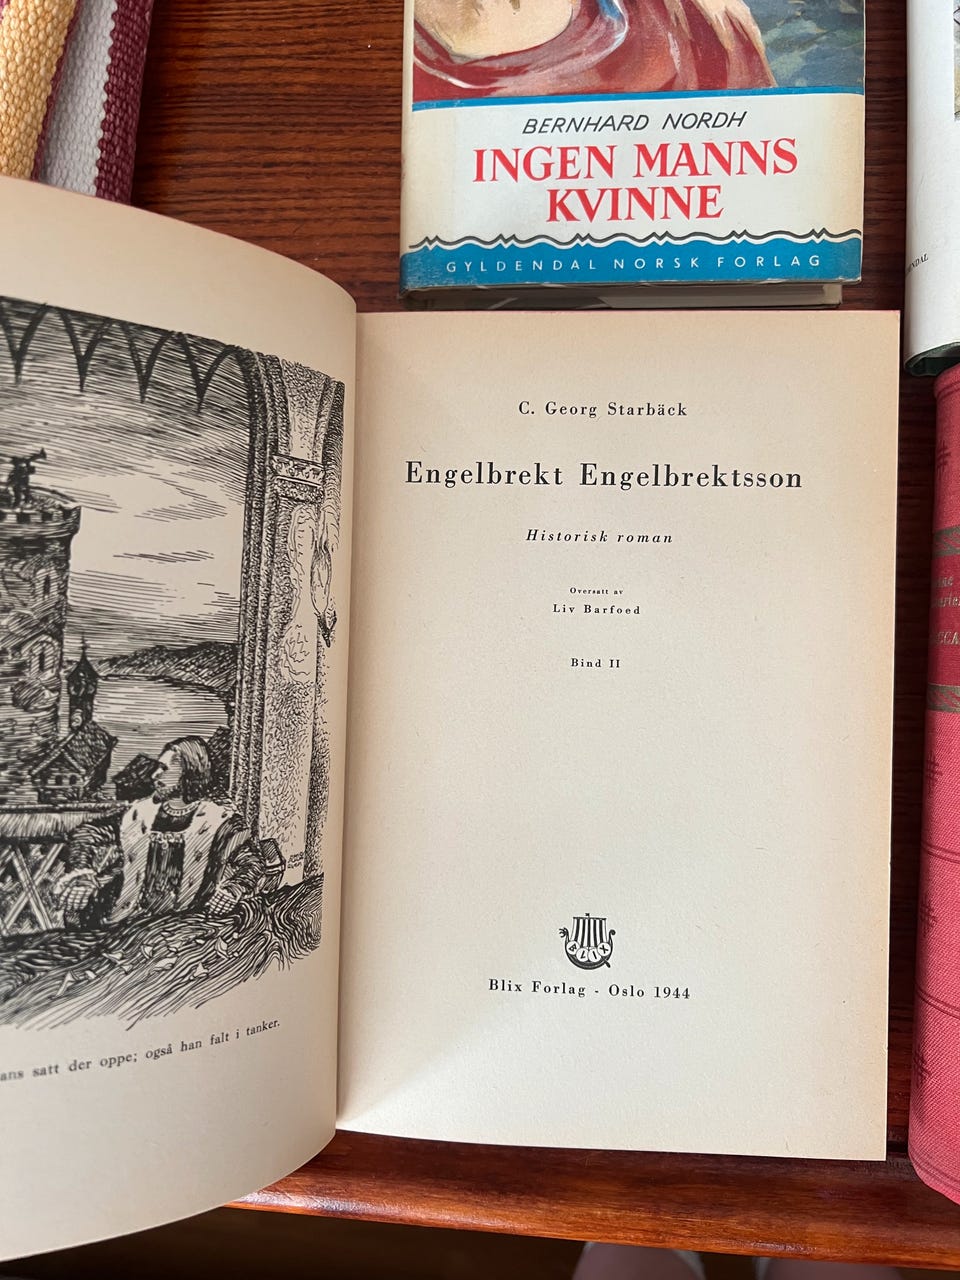 BERNHARD NORDH
INGEN MANNS
KVINNE
GYLDENDAL NORSK FORLAG
C. Georg Starbäck
Engelbrekt Engelbrektsson
Historisk roman
Oversatt av
Liv Barfoed
Bind II
BLIX
Blix Forlag - Oslo 1944
ans satt der oppe; også han falt i tanker.